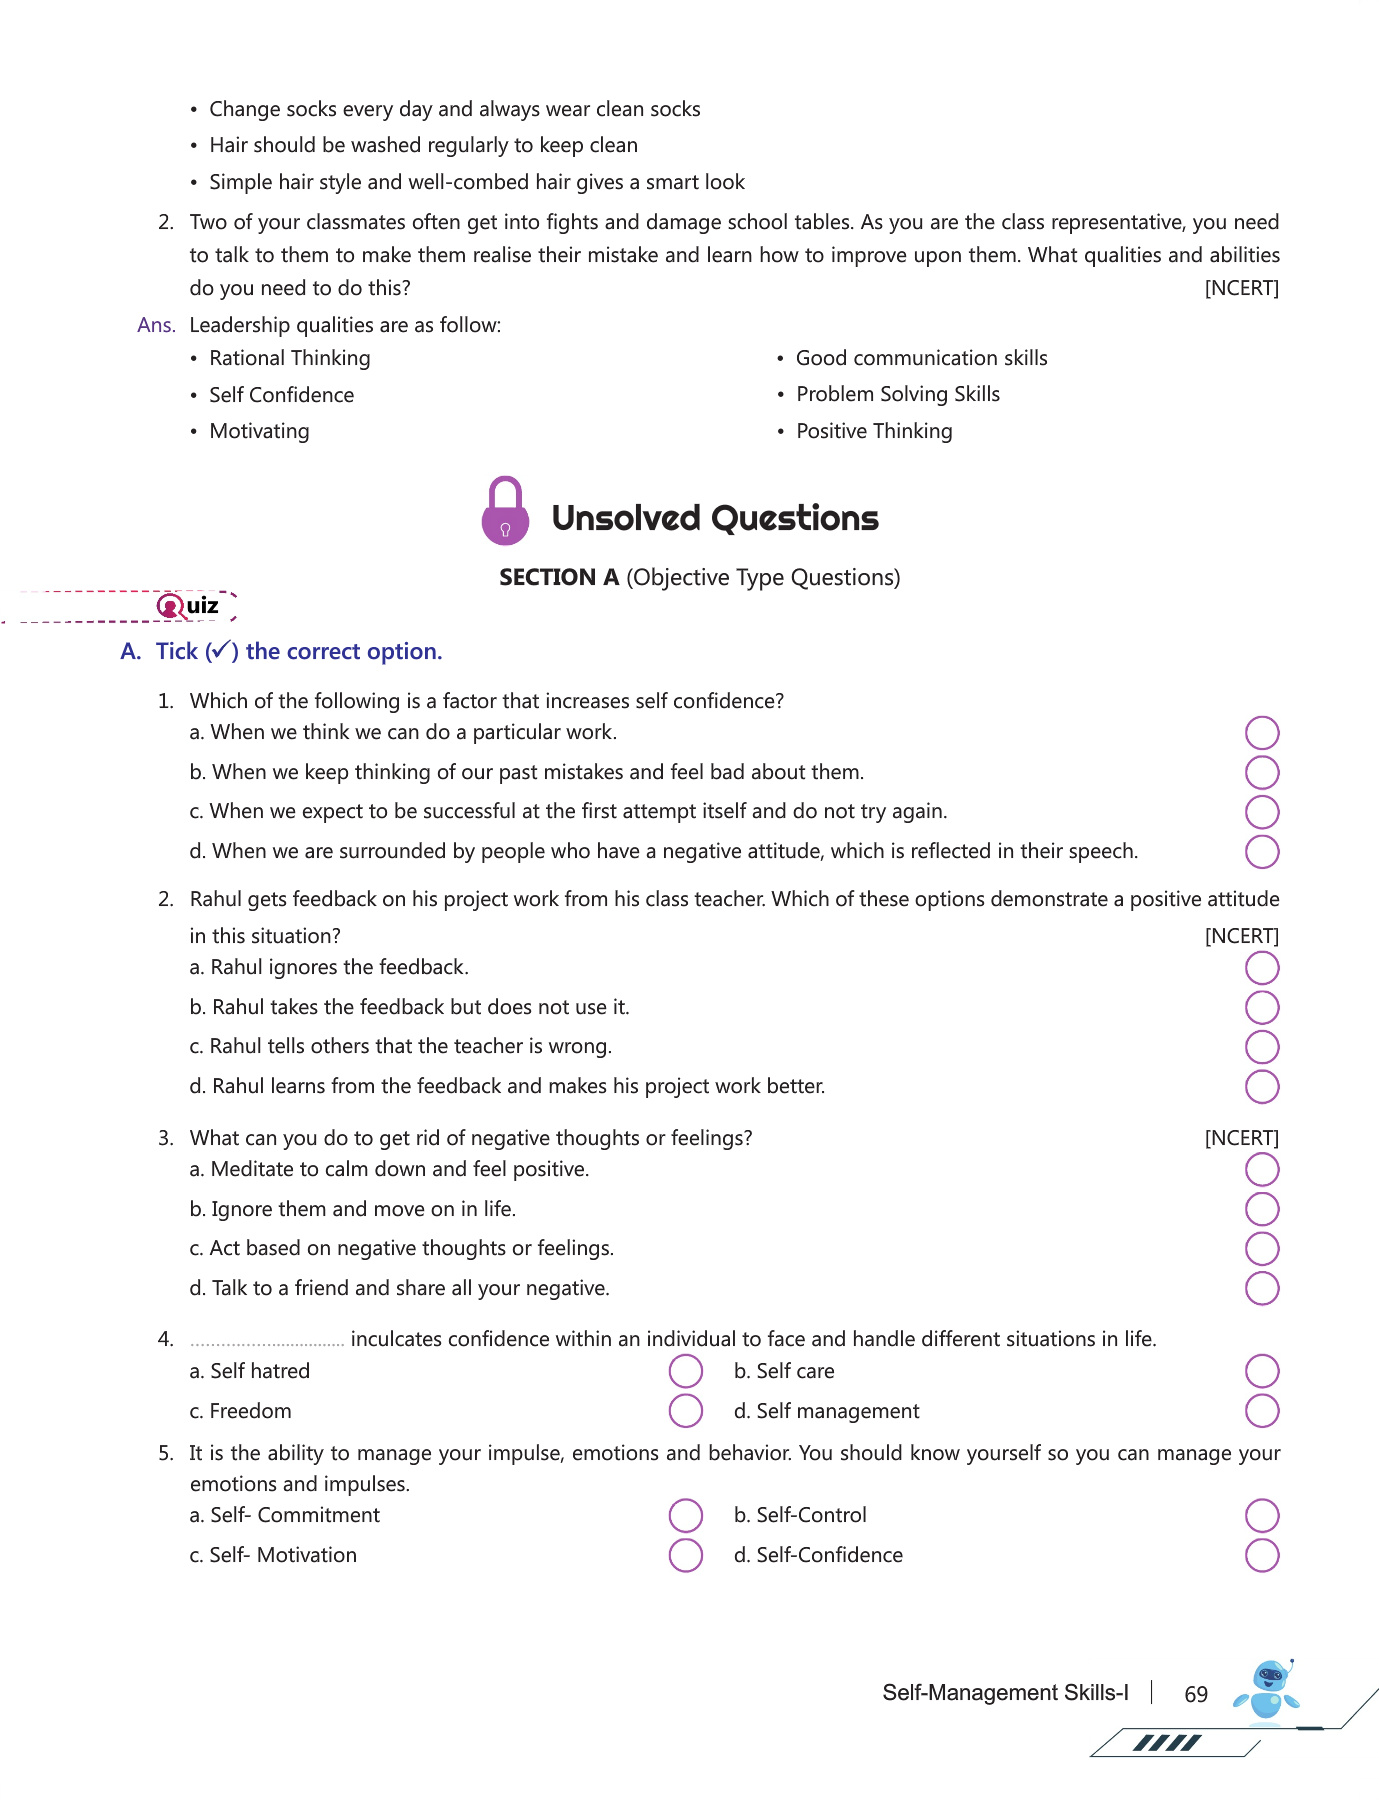 • Change socks every day and always wear clean socks
• Hair should be washed regularly to keep clean
• Simple hair style and well-combed hair gives a smart look
2. Two of your classmates often get into fights and damage school tables. As you are the class representative, you need
to talk to them to make them realise their mistake and learn how to improve upon them. What qualities and abilities
do you need to do this? [NCERT]
Ans. Leadership qualities are as follow:
• Rational Thinking
• Self Confidence
• Motivating
• Good communication skills
• Problem Solving Skills
• Positive Thinking
Unsolved Questions
SECTION A (Objective Type Questions)
Quiz
A. Tick (✓) the correct option.
1. Which of the following is a factor that increases self confidence?
a. When we think we can do a particular work.
b. When we keep thinking of our past mistakes and feel bad about them.
c. When we expect to be successful at the first attempt itself and do not try again.
d. When we are surrounded by people who have a negative attitude, which is reflected in their speech.
2. Rahul gets feedback on his project work from his class teacher. Which of these options demonstrate a positive attitude
in this situation? [NCERT]
a. Rahul ignores the feedback.
b. Rahul takes the feedback but does not use it.
c. Rahul tells others that the teacher is wrong.
d. Rahul learns from the feedback and makes his project work better.
3. What can you do to get rid of negative thoughts or feelings? [NCERT]
a. Meditate to calm down and feel positive.
b. Ignore them and move on in life.
c. Act based on negative thoughts or feelings.
d. Talk to a friend and share all your negative.
4. ............................... inculcates confidence within an individual to face and handle different situations in life.
a. Self hatred b. Self care
c. Freedom d. Self management
5. It is the ability to manage your impulse, emotions and behavior. You should know yourself so you can manage your
emotions and impulses.
a. Self- Commitment b. Self-Control
c. Self- Motivation d. Self-Confidence
Self-Management Skills-I 69